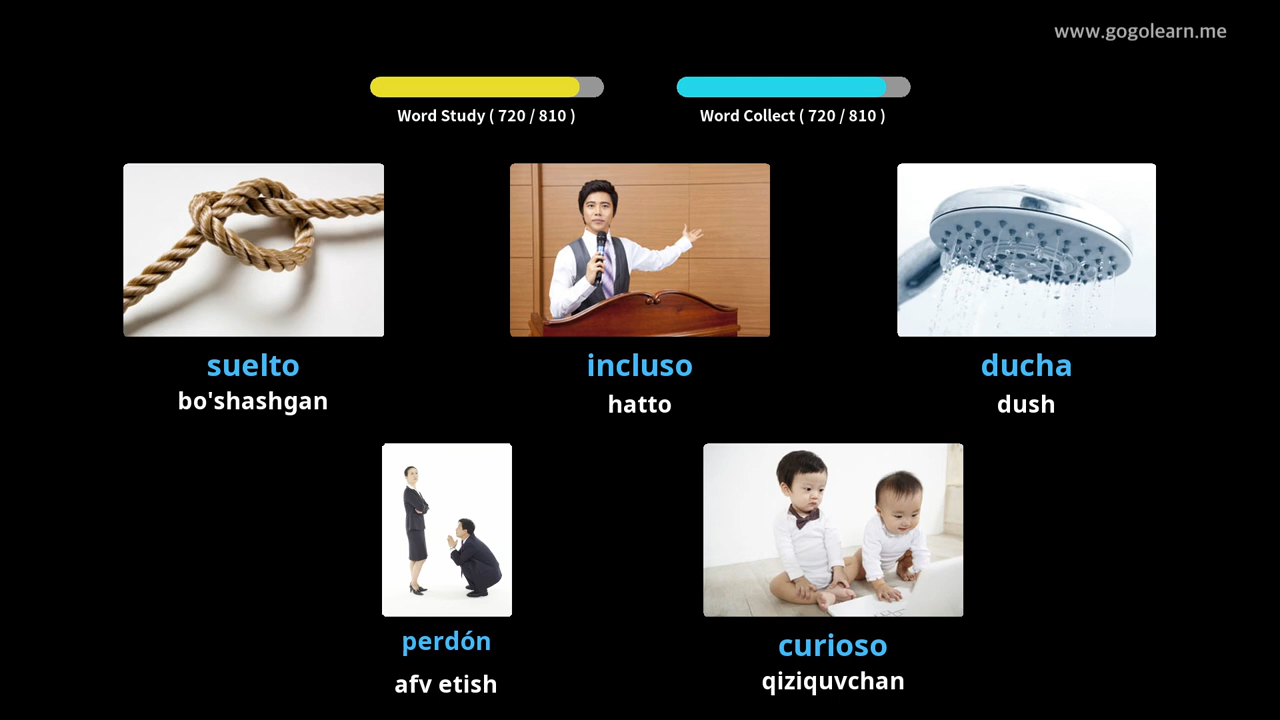 www.gogolearn.me
Word Study ( 720 / 810 )
Word Collect ( 720 / 810 )
suelto
bo'shashgan
incluso
hatto
ducha
dush
perdón
afv etish
curioso
qiziquvchan